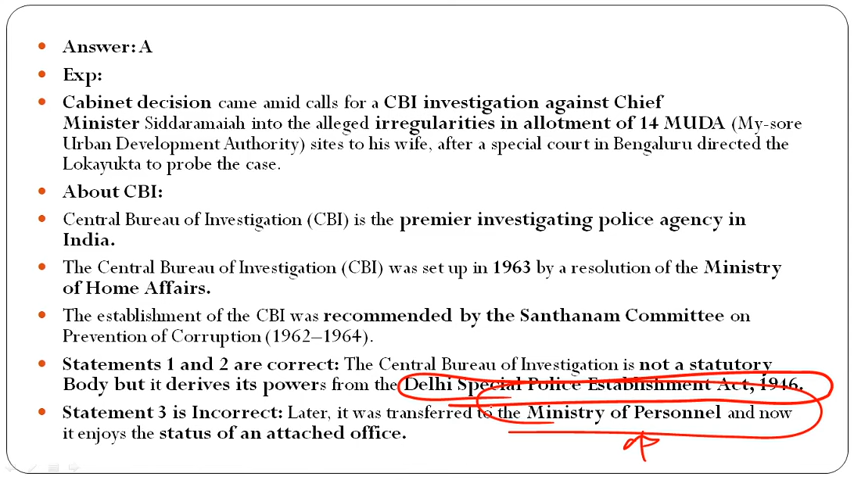 Answer: A
Exp:
Cabinet decision came amid calls for a CBI investigation against Chief
Minister Siddaramaiah into the alleged irregularities in allotment of 14 MUDA (My-sore
Urban Development Authority) sites to his wife, after a special court in Bengaluru directed the
Lokayukta to probe the case.
About CBI:
Central Bureau of Investigation (CBI) is the premier investigating police agency in
India.
The Central Bureau of Investigation (CBI) was set up in 1963 by a resolution of the Ministry
of Home Affairs.
The establishment of the CBI was recommended by the Santhanam Committee on
Prevention of Corruption (1962–1964).
Statements 1 and 2 are correct: The Central Bureau of Investigation is not a statutory
Body but it derives its powers from the Delhi Special Police Establishment Act, 1946.
Statement 3 is Incorrect: Later, it was transferred to the Ministry of Personnel and now
it enjoys the status of an attached office.